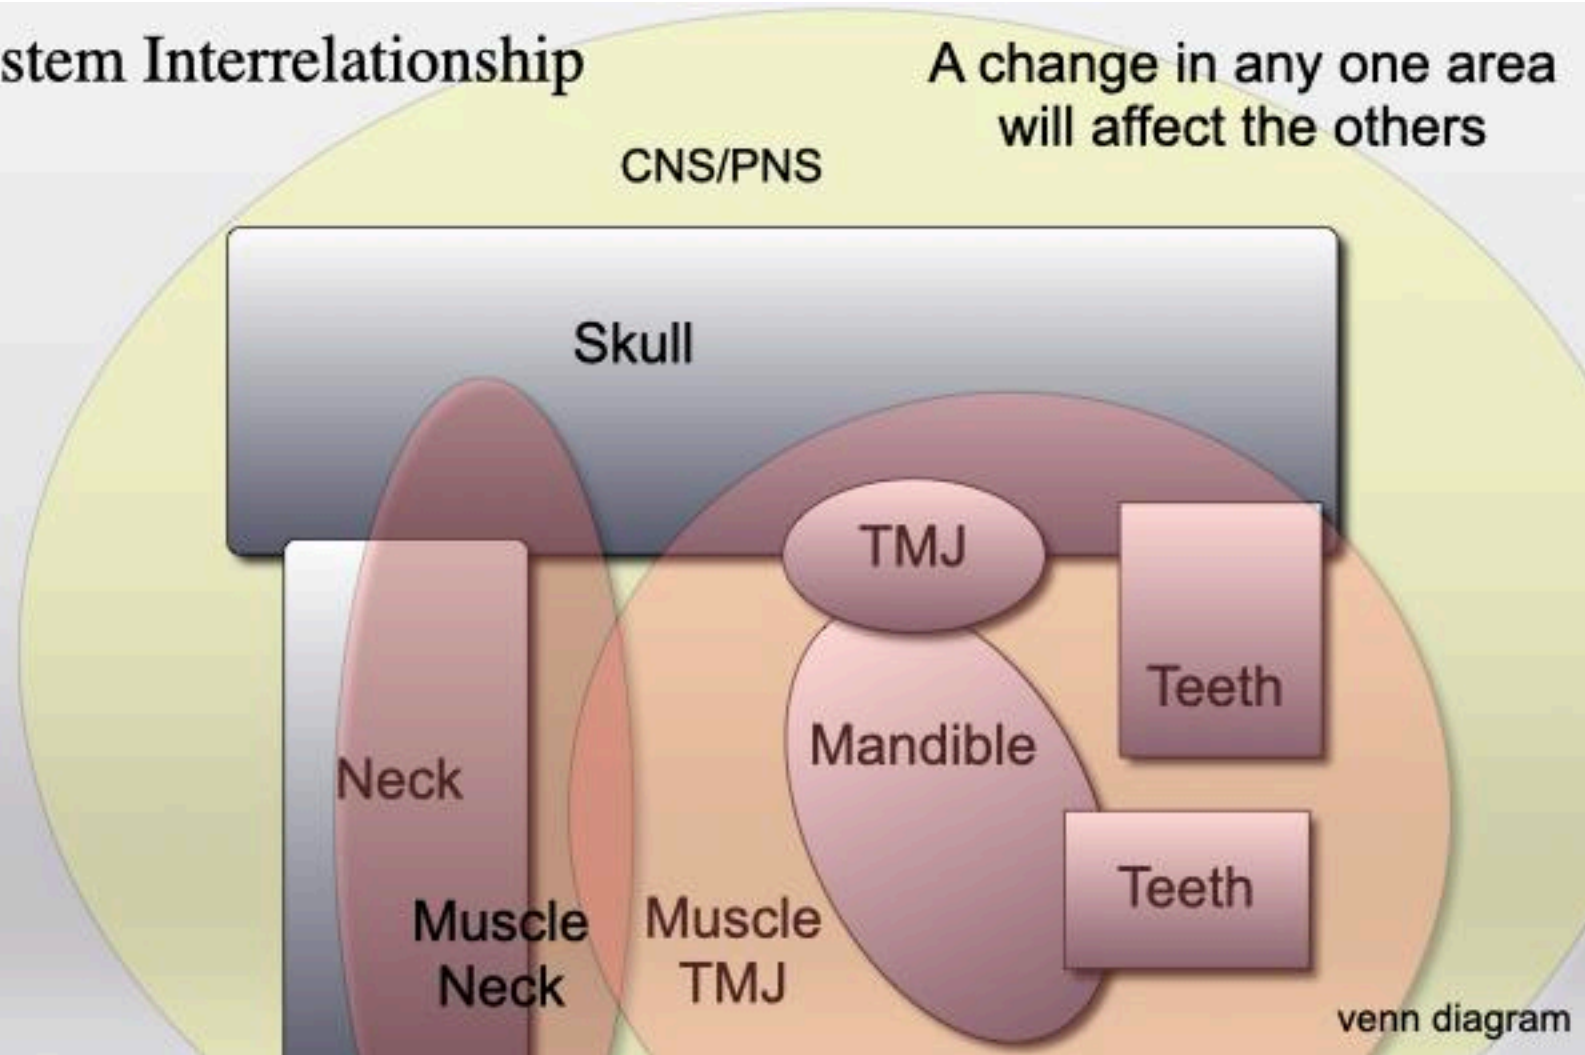 stem Interrelationship
A change in any one area
will affect the others
CNS/PNS
Skull
TMJ
Teeth
Mandible
Neck
Teeth
Muscle
Neck
Muscle
TMJ
venn diagram